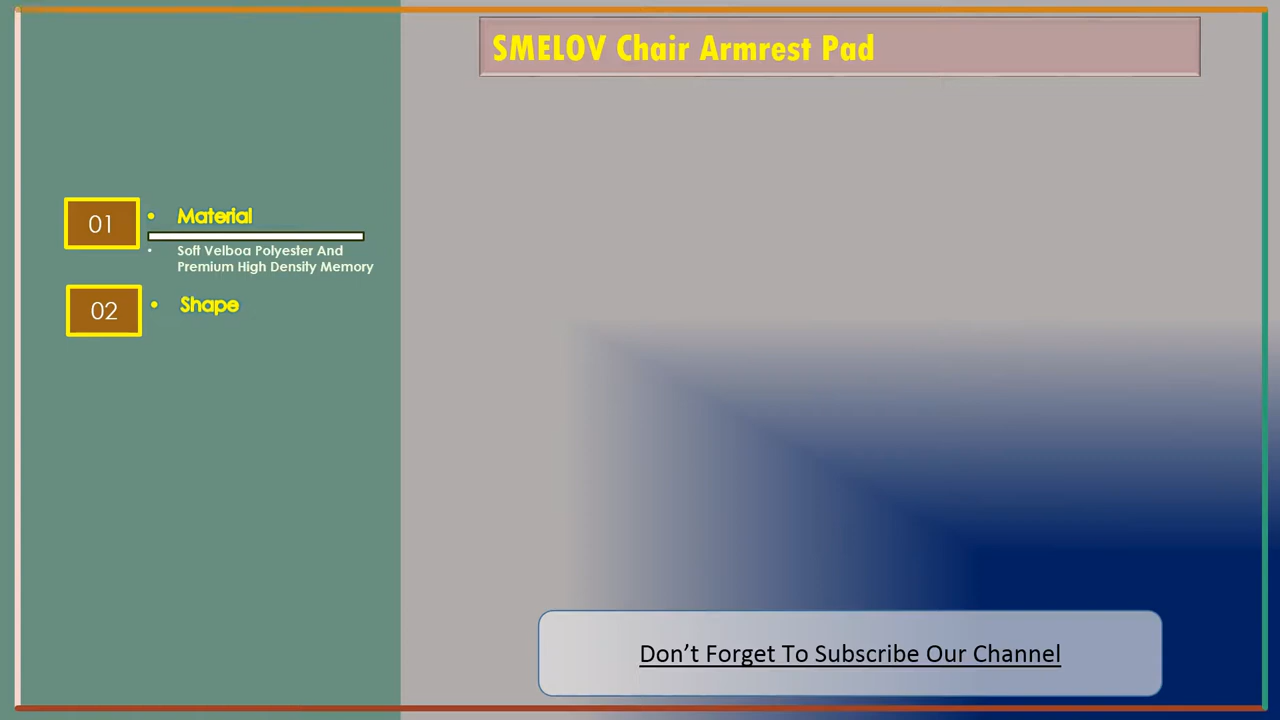 SMELOV Chair Armrest Pad
01
• Material
• Soft Velboa Polyester And
Premium High Density Memory
02
• Shape
Don’t Forget To Subscribe Our Channel